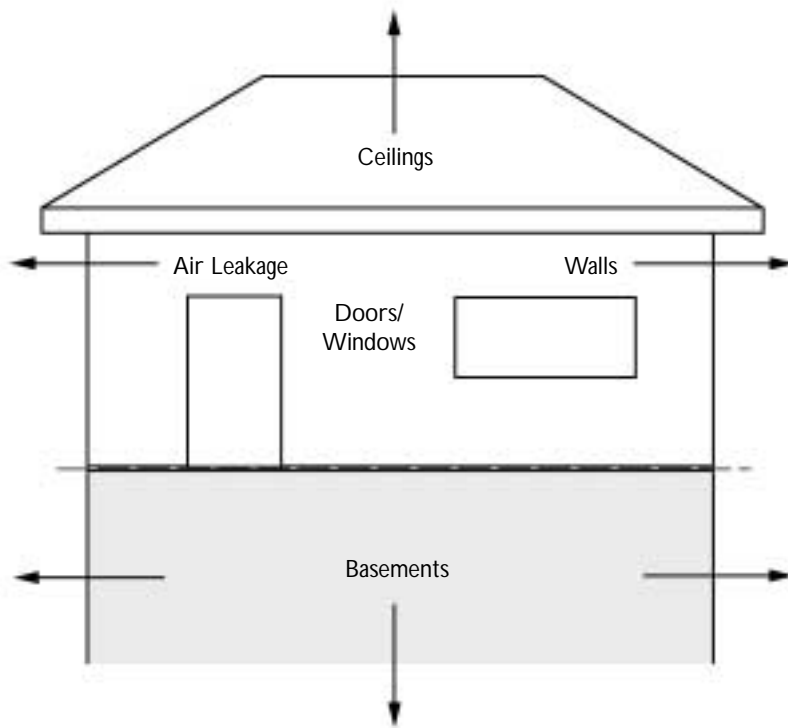 Ceilings
Air Leakage
Walls
Doors/
Windows
Basements